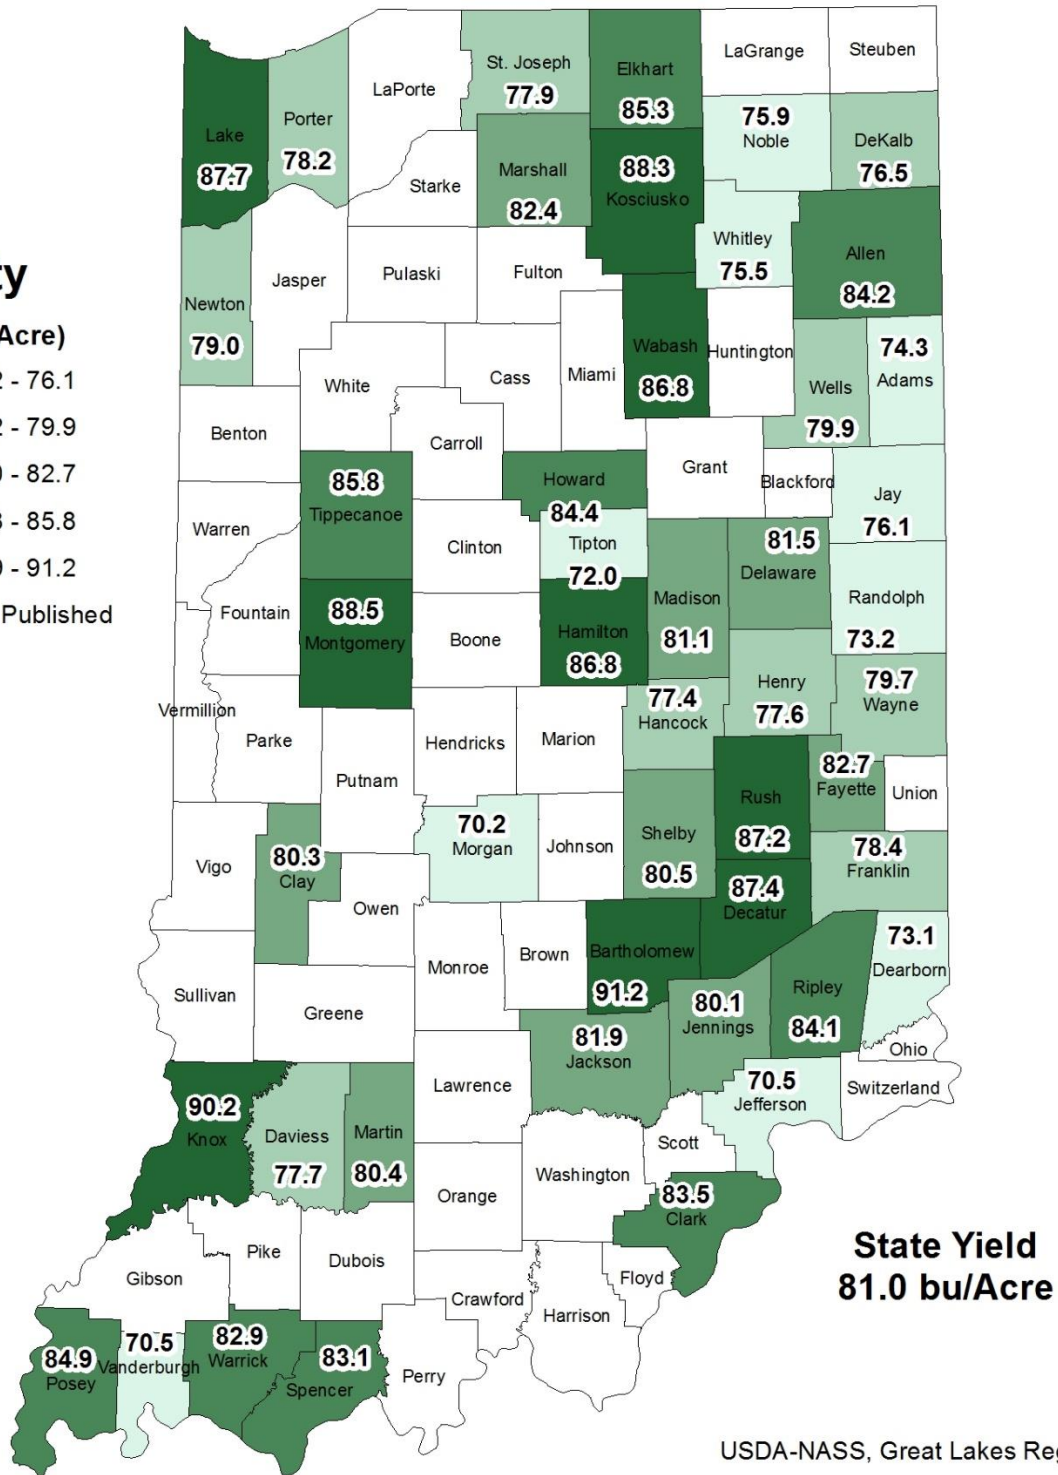 LaGrange
Steuben
St. Joseph
77.9
Elkhart
85.3
LaPorte
75.9
Noble
DeKalb
76.5
Lake
87.7
Porter
78.2
Starke
Marshall
82.4
88.3
Kosciusko
Whitley
75.5
Allen
84.2
Newton
79.0
Jasper
Pulaski
Fulton
Acre)
- 76.1
- 79.9
- 82.7
- 85.8
- 91.2
Published
White
Cass
Miami
Wabash
86.8
Huntington
Wells
79.9
74.3
Adams
Benton
Carroll
Grant
Blackford
Jay
76.1
85.8
Tippecanoe
Howard
84.4
Warren
Clinton
Tipton
72.0
81.5
Delaware
Madison
81.1
Randolph
73.2
Fountain
88.5
Montgomery
Boone
Hamilton
86.8
Henry
77.6
79.7
Wayne
77.4
Hancock
Vermillion
Parke
Hendricks
Marion
Putnam
Rush
87.2
82.7
Fayette
Union
Shelby
80.5
70.2
Morgan
Johnson
78.4
Franklin
Vigo
80.3
Clay
Owen
87.4
Decatur
Monroe
Brown
Bartholomew
91.2
73.1
Dearborn
Sullivan
Greene
80.1
Jennings
Ripley
84.1
81.9
Jackson
Ohio
Switzerland
Lawrence
70.5
Jefferson
90.2
Knox
Daviess
77.7
Martin
80.4
Scott
Washington
Orange
83.5
Clark
Pike
Dubois
Gibson
Floyd
Crawford
Harrison
State Yield
81.0 bu/Acre
84.9
Posey
70.5
Vanderburgh
82.9
Warrick
83.1
Spencer
Perry
USDA-NASS, Great Lakes